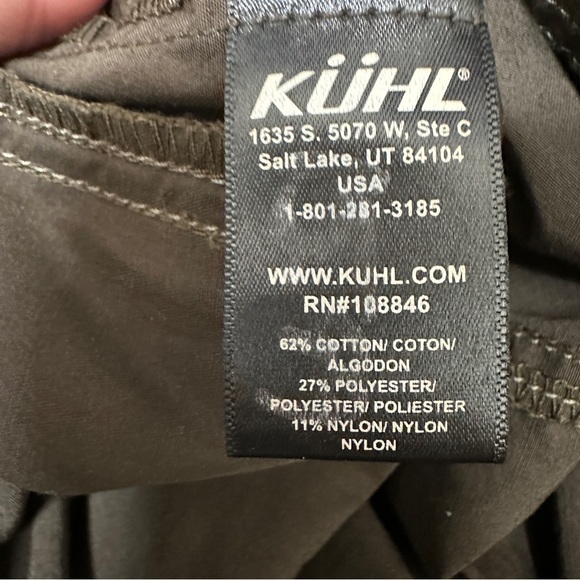 KÜHL®
1635 S. 5070 W, Ste C
Salt Lake, UT 84104
USA
1-801-281-3185
WWW.KUHL.COM
RN#108846
62% COTTON/ COTON/
ALGODON
27% POLYESTER/
POLYESTER/ POLIESTER
11% NYLON/ NYLON
NYLON